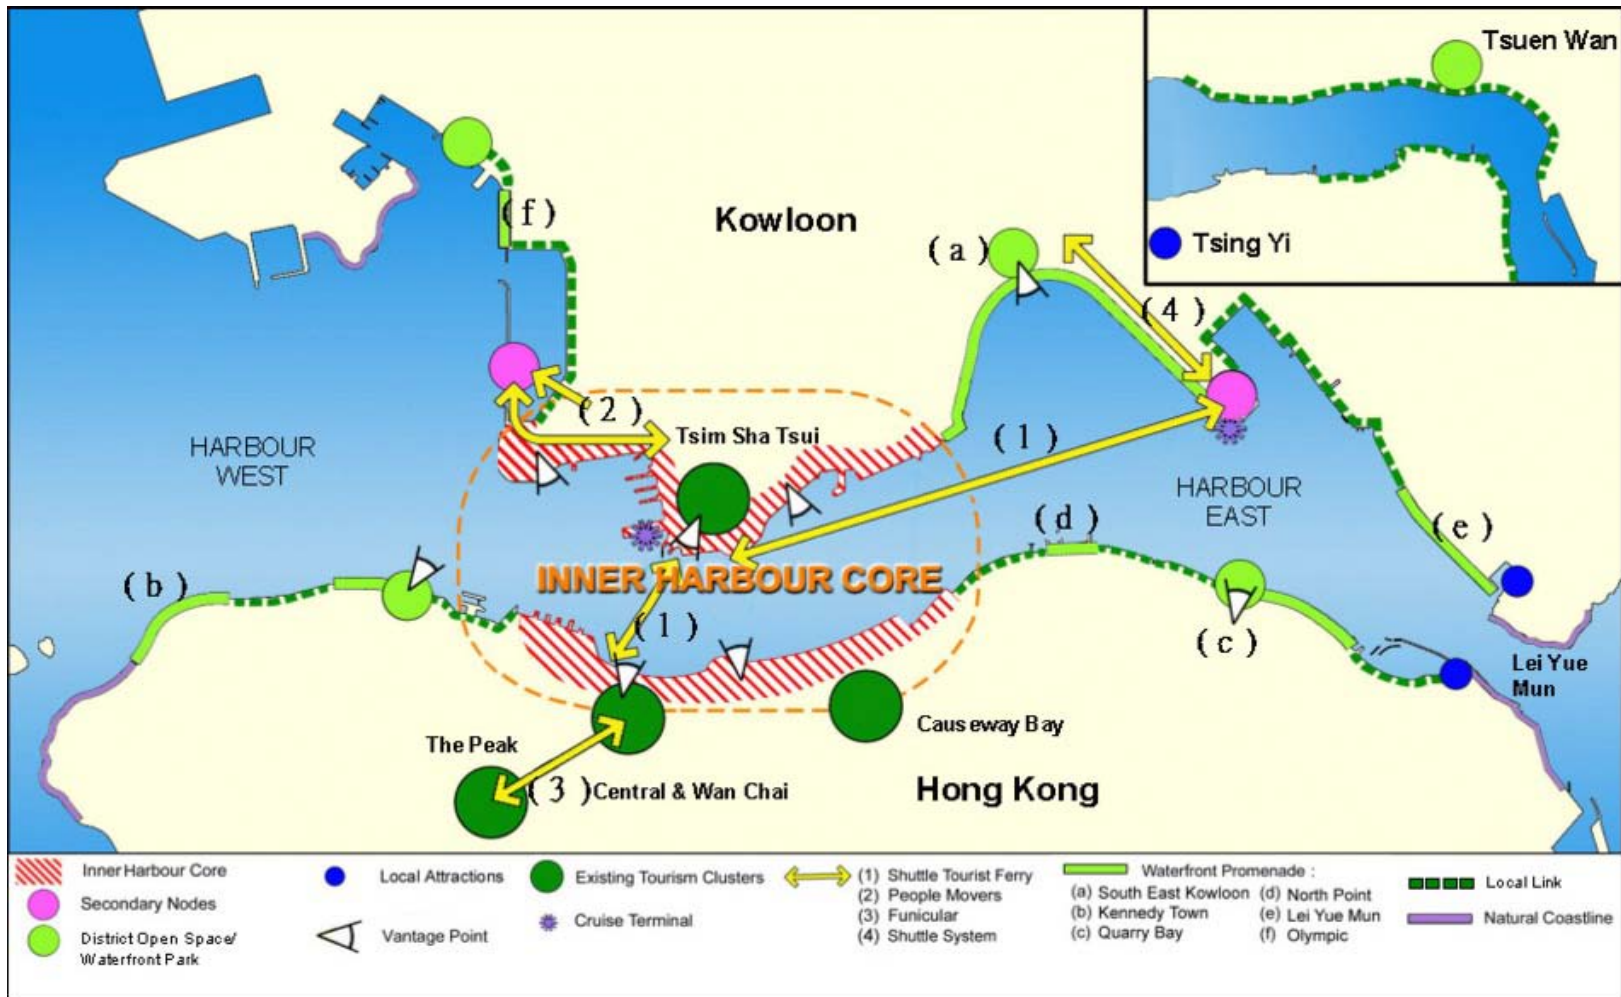 Tsuen Wan
Tsing Yi
( f )
Kowloon
( a )
( 4 )
( 2 )
Tsim Sha Tsui
( 1 )
HARBOUR
WEST
HARBOUR
EAST
( d )
( e )
INNER HARBOUR CORE
( b )
( 1 )
( c )
Lei Yue
Mun
Causeway Bay
The Peak
( 3 )
Central & Wan Chai
Hong Kong
Inner Harbour Core
Secondary Nodes
District Open Space/
Waterfront Park
Local Attractions
Vantage Point
Existing Tourism Clusters
Cruise Terminal
(1) Shuttle Tourist Ferry
(2) People Movers
(3) Funicular
(4) Shuttle System
Waterfront Promenade :
(a) South East Kowloon (d) North Point
(b) Kennedy Town (e) Lei Yue Mun
(c) Quarry Bay (f) Olympic
Local Link
Natural Coastline